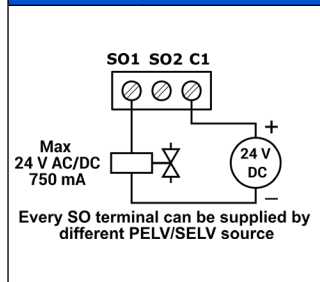 SO1 SO2 C1
+
Max
24 V AC/DC
750 mA
24 V
DC
−
Every SO terminal can be supplied by
different PELV/SELV source